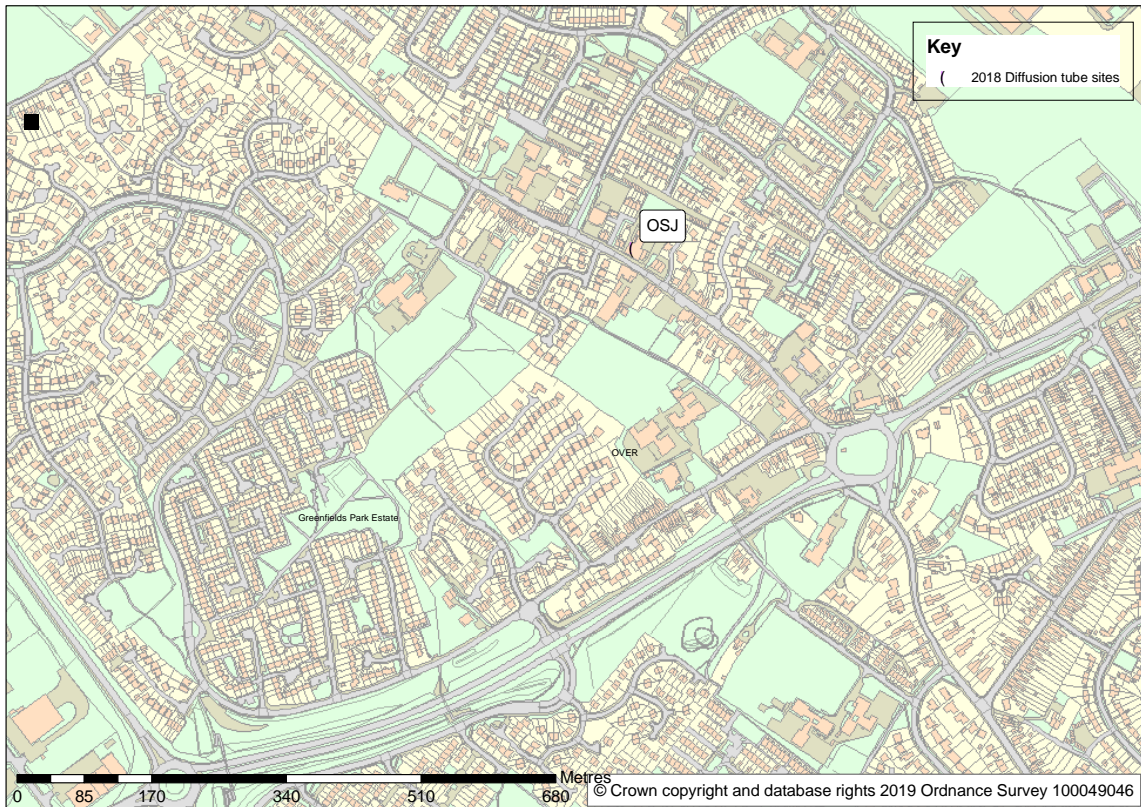 Key
( 2018 Diffusion tube sites
OSJ
OVER
Greenfields Park Estate
Metres
0 85 170 340 510 680
© Crown copyright and database rights 2019 Ordnance Survey 100049046